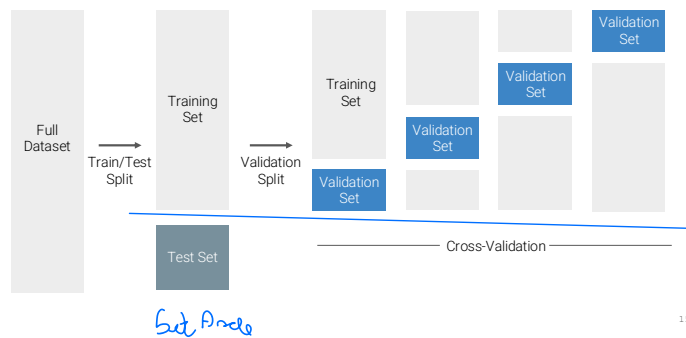 Full
Dataset
Train/Test
Split
Training
Set
Test Set
Validation
Split
Training
Set
Validation
Set
Validation
Set
Validation
Set
Validation
Set
Cross-Validation
Set Aside